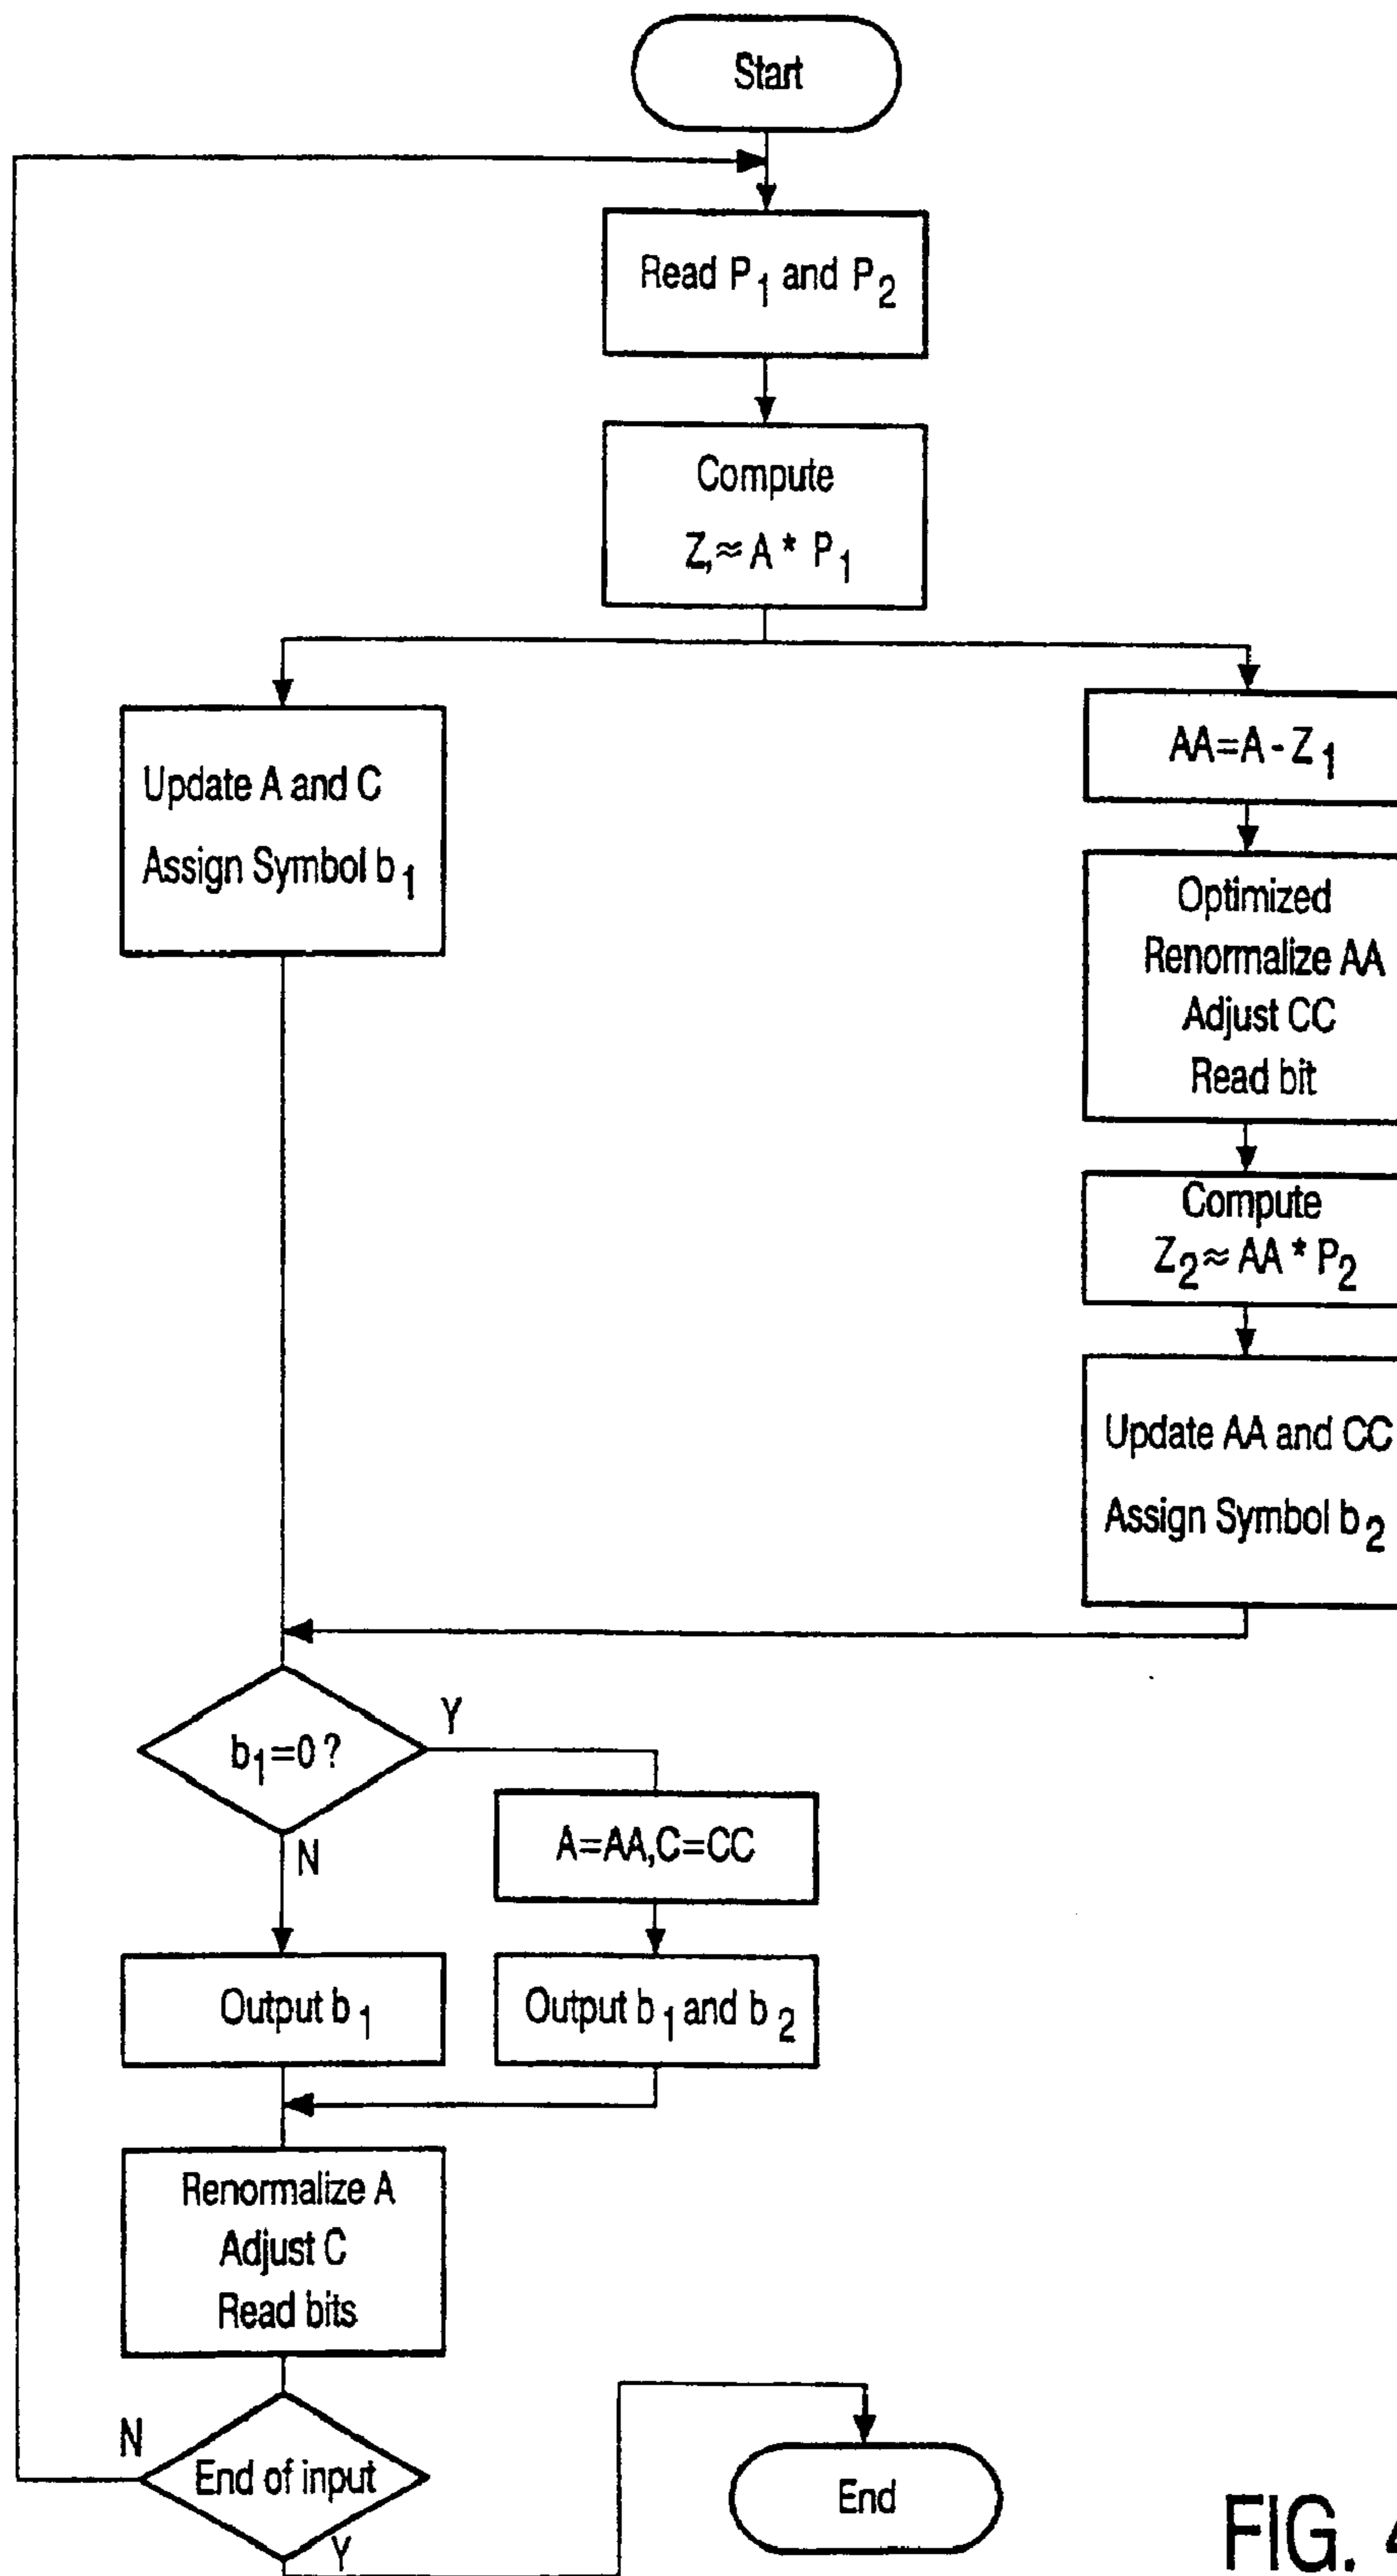 Start
Read P1 and P2
Compute
Z,≈ A * P1
Update A and C
Assign Symbol b1
AA=A-Z1
Optimized
Renormalize AA
Adjust CC
Read bit
Compute
Z2≈ AA * P2
Update AA and CC
Assign Symbol b2
b1=0?
Y
N
A=AA,C=CC
Output b1
Output b1 and b2
Renormalize A
Adjust C
Read bits
N
End of input
Y
End
FIG. 4